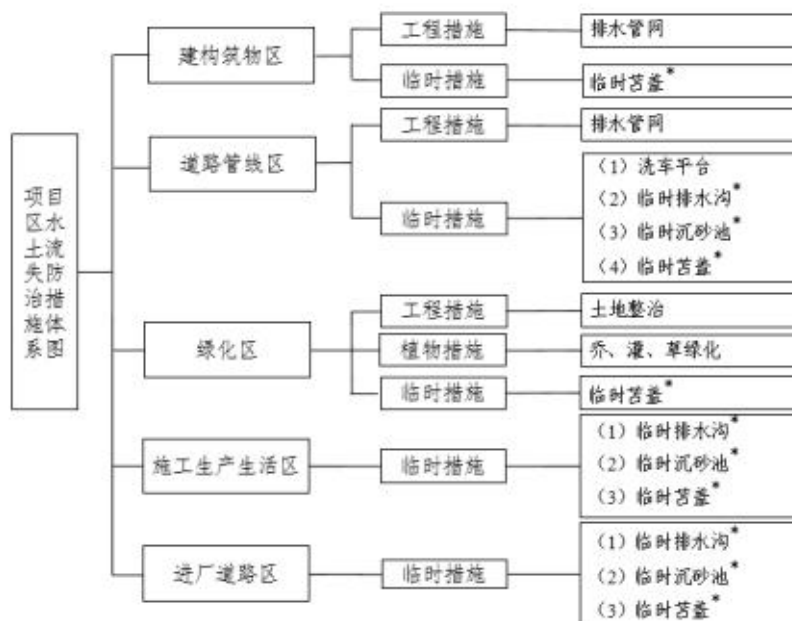 项目
区水
土流
失防
治措
施体
系图
建构筑物区
工程措施
排水管网
临时措施
临时苫盖*
道路管线区
工程措施
排水管网
临时措施
（1）洗车平台
（2）临时排水沟*
（3）临时沉砂池*
（4）临时苫盖*
绿化区
工程措施
土地整治
植物措施
乔、灌、草绿化
临时措施
临时苫盖*
施工生产生活区
临时措施
（1）临时排水沟*
（2）临时沉砂池*
（3）临时苫盖*
进厂道路区
临时措施
（1）临时排水沟*
（2）临时沉砂池*
（3）临时苫盖*